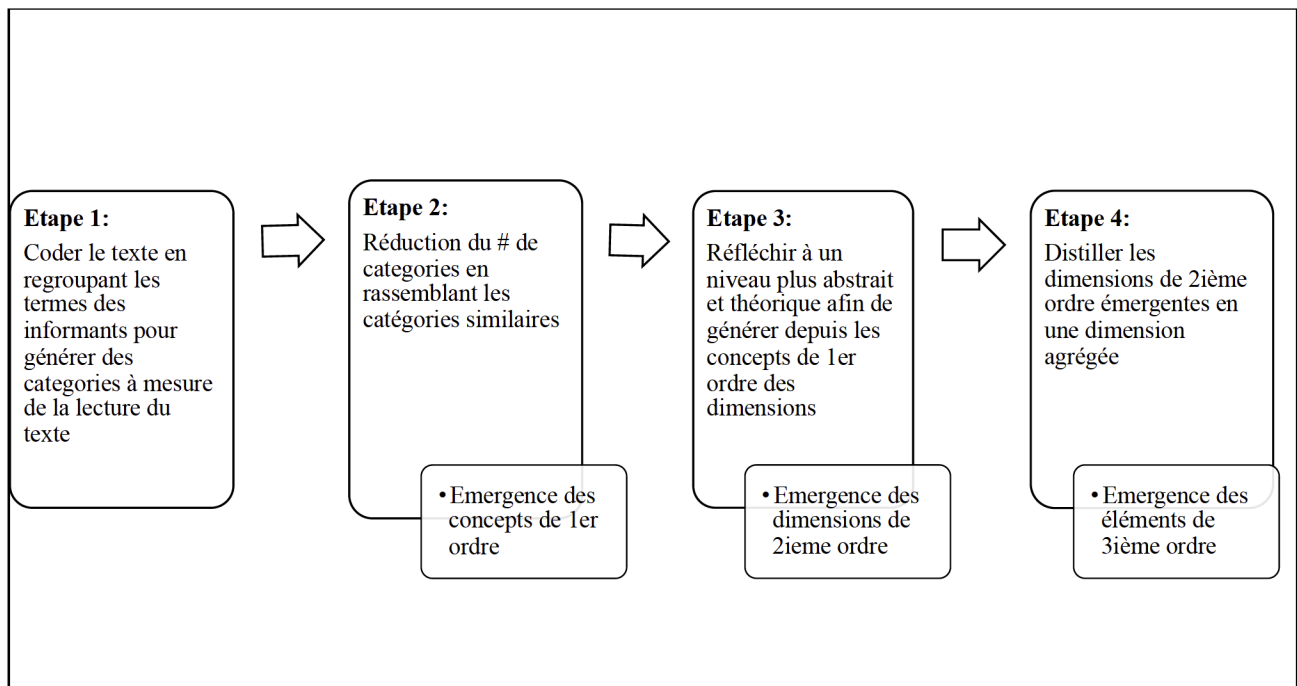 Etape 1:
Coder le texte en
regroupant les
termes des
informants pour
générer des
categories à mesure
de la lecture du
texte
Etape 2:
Réduction du # de
categories en
rassemblant les
catégories similaires
• Emergence des
concepts de 1er
ordre
Etape 3:
Réfléchir à un
niveau plus abstrait
et théorique afin de
générer depuis les
concepts de 1er
ordre des
dimensions
• Emergence des
dimensions de
2ieme ordre
Etape 4:
Distiller les
dimensions de 2ième
ordre émergentes en
une dimension
agrégée
• Emergence des
éléments de
3ième ordre